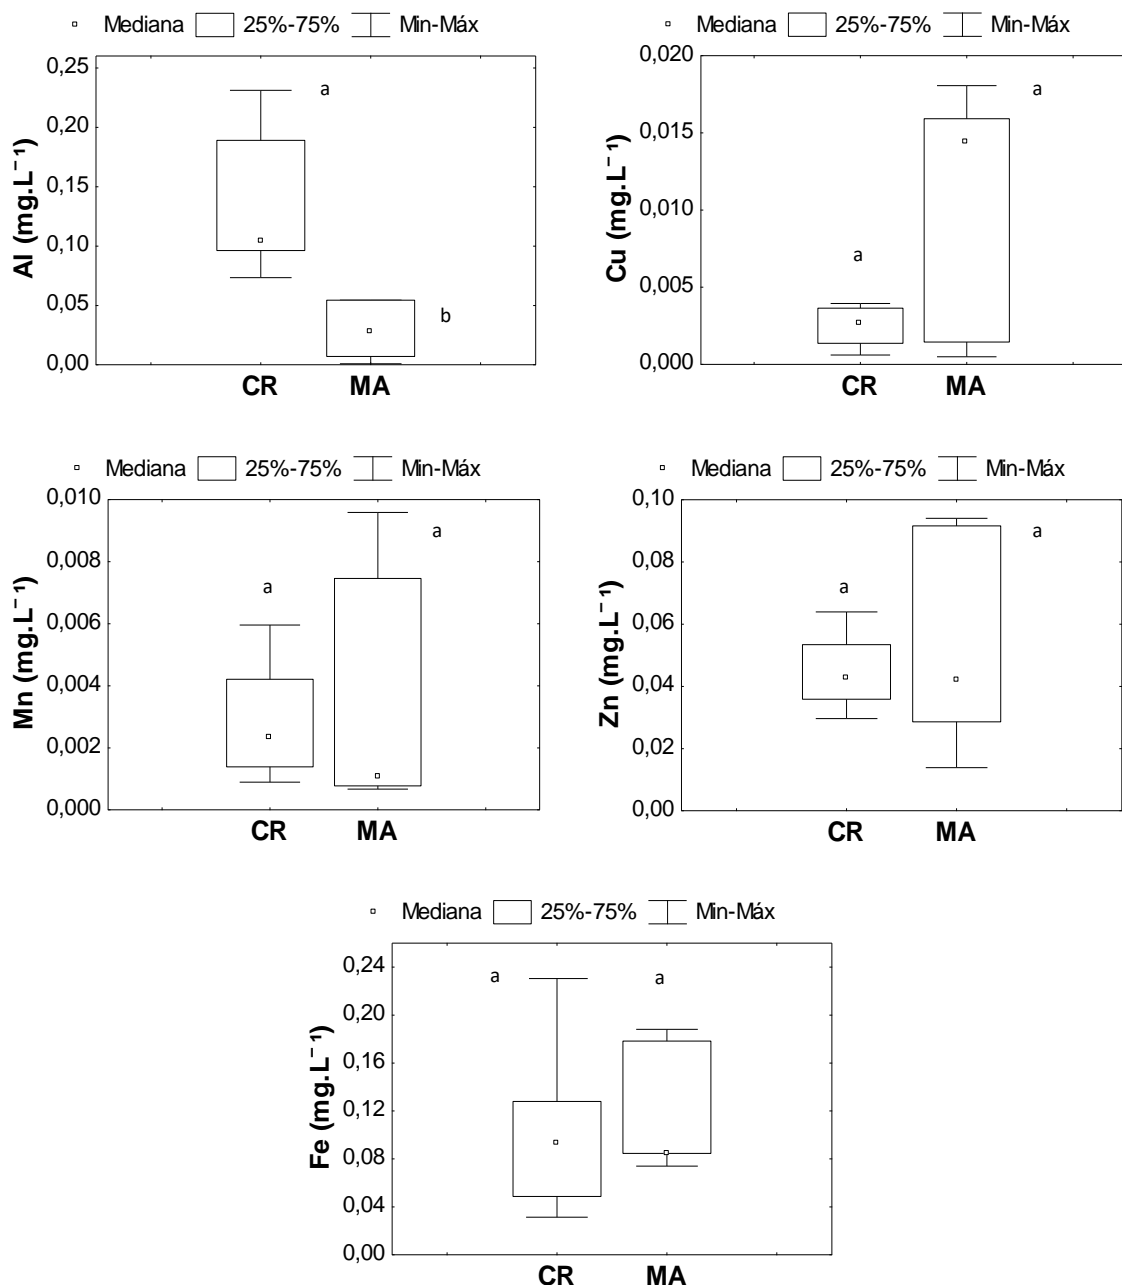 Mediana 25%-75% Min-Máx
0,25
0,20
0,15
0,10
0,05
0,00
Al (mg.L⁻¹)
a
b
CR MA
Mediana 25%-75% Min-Máx
0,020
0,015
0,010
0,005
0,000
Cu (mg.L⁻¹)
a
a
CR MA
Mediana 25%-75% Min-Máx
0,010
0,008
0,006
0,004
0,002
0,000
Mn (mg.L⁻¹)
a
a
CR MA
Mediana 25%-75% Min-Máx
0,10
0,08
0,06
0,04
0,02
0,00
Zn (mg.L⁻¹)
a
a
CR MA
Mediana 25%-75% Min-Máx
0,24
0,20
0,16
0,12
0,08
0,04
0,00
Fe (mg.L⁻¹)
a a
CR MA